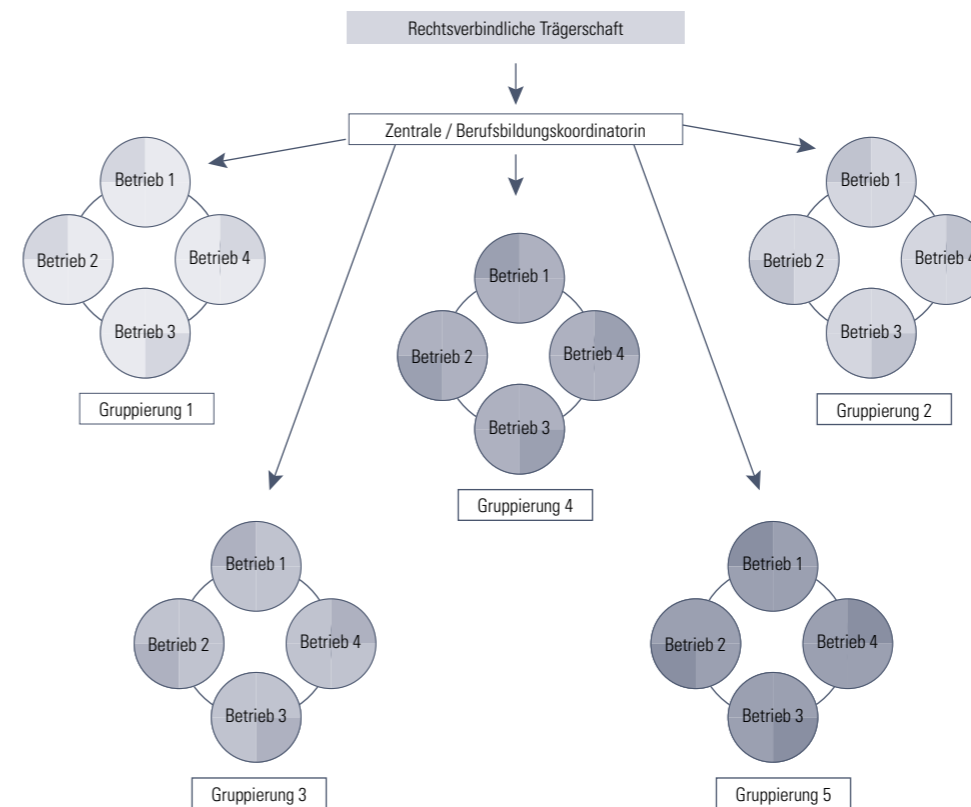 Rechtsverbindliche Trägerschaft
Zentrale / Berufsbildungskoordinatorin
Betrieb 1
Betrieb 2
Betrieb 4
Betrieb 3
Gruppierung 1
Betrieb 1
Betrieb 2
Betrieb 4
Betrieb 3
Gruppierung 4
Betrieb 1
Betrieb 2
Betrieb 4
Betrieb 3
Gruppierung 2
Betrieb 1
Betrieb 2
Betrieb 4
Betrieb 3
Gruppierung 3
Betrieb 1
Betrieb 2
Betrieb 4
Betrieb 3
Gruppierung 5